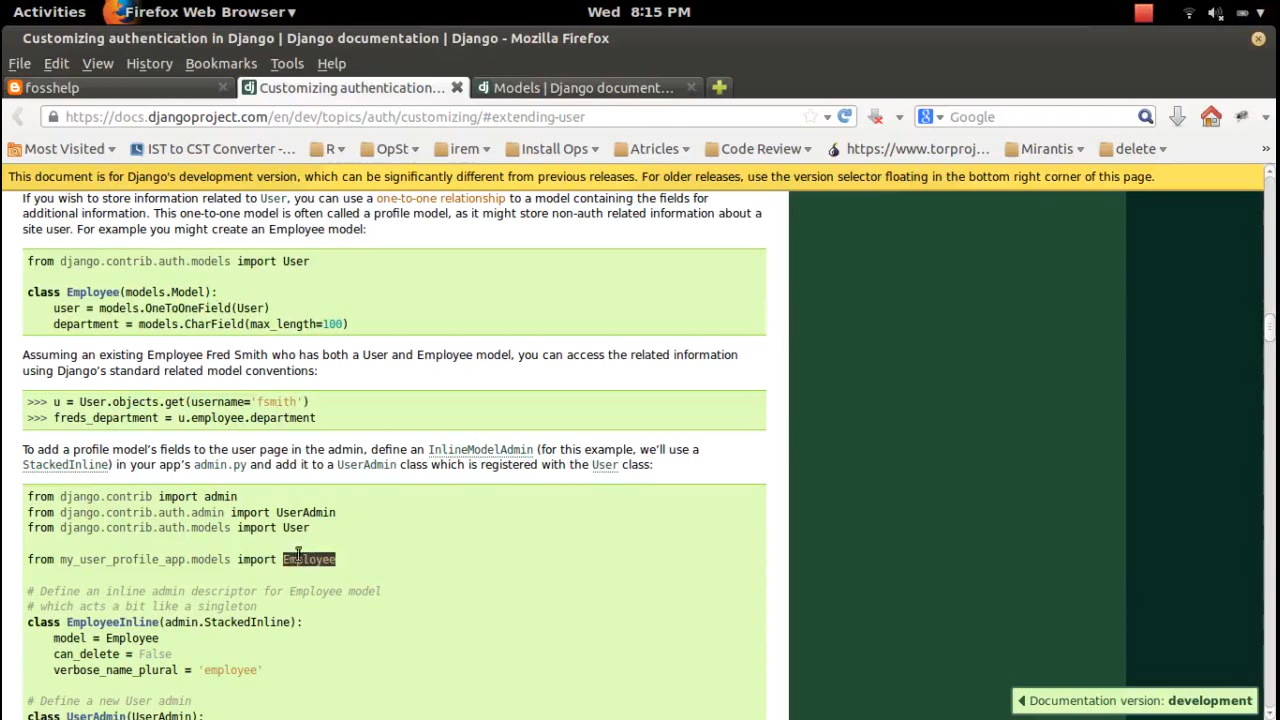 Activities Firefox Web Browser▾ Wed 8:15 PM
Customizing authentication in Django | Django documentation | Django - Mozilla Firefox
File Edit View History Bookmarks Tools Help
fosshelp Customizing authentication... Models | Django document...
https://docs.djangoproject.com/en/dev/topics/auth/customizing/#extending-user Google
Most Visited IST to CST Converter -... R OpSt irem Install Ops Atricles Code Review https://www.torproj... Mirantis delete »
This document is for Django's development version, which can be significantly different from previous releases. For older releases, use the version selector floating in the bottom right corner of this page.
If you wish to store information related to User, you can use a one-to-one relationship to a model containing the fields for
additional information. This one-to-one model is often called a profile model, as it might store non-auth related information about a
site user. For example you might create an Employee model:
from django.contrib.auth.models import User
class Employee(models.Model):
user = models.OneToOneField(User)
department = models.CharField(max_length=100)
Assuming an existing Employee Fred Smith who has both a User and Employee model, you can access the related information
using Django's standard related model conventions:
>>> u = User.objects.get(username='fsmith')
>>> freds_department = u.employee.department
To add a profile model's fields to the user page in the admin, define an InlineModelAdmin (for this example, we'll use a
StackedInline) in your app's admin.py and add it to a UserAdmin class which is registered with the User class:
from django.contrib import admin
from django.contrib.auth.admin import UserAdmin
from django.contrib.auth.models import User
from my_user_profile_app.models import Employee
# Define an inline admin descriptor for Employee model
# which acts a bit like a singleton
class EmployeeInline(admin.StackedInline):
model = Employee
can_delete = False
verbose_name_plural = 'employee'
# Define a new User admin
class UserAdmin(UserAdmin):
Documentation version: development